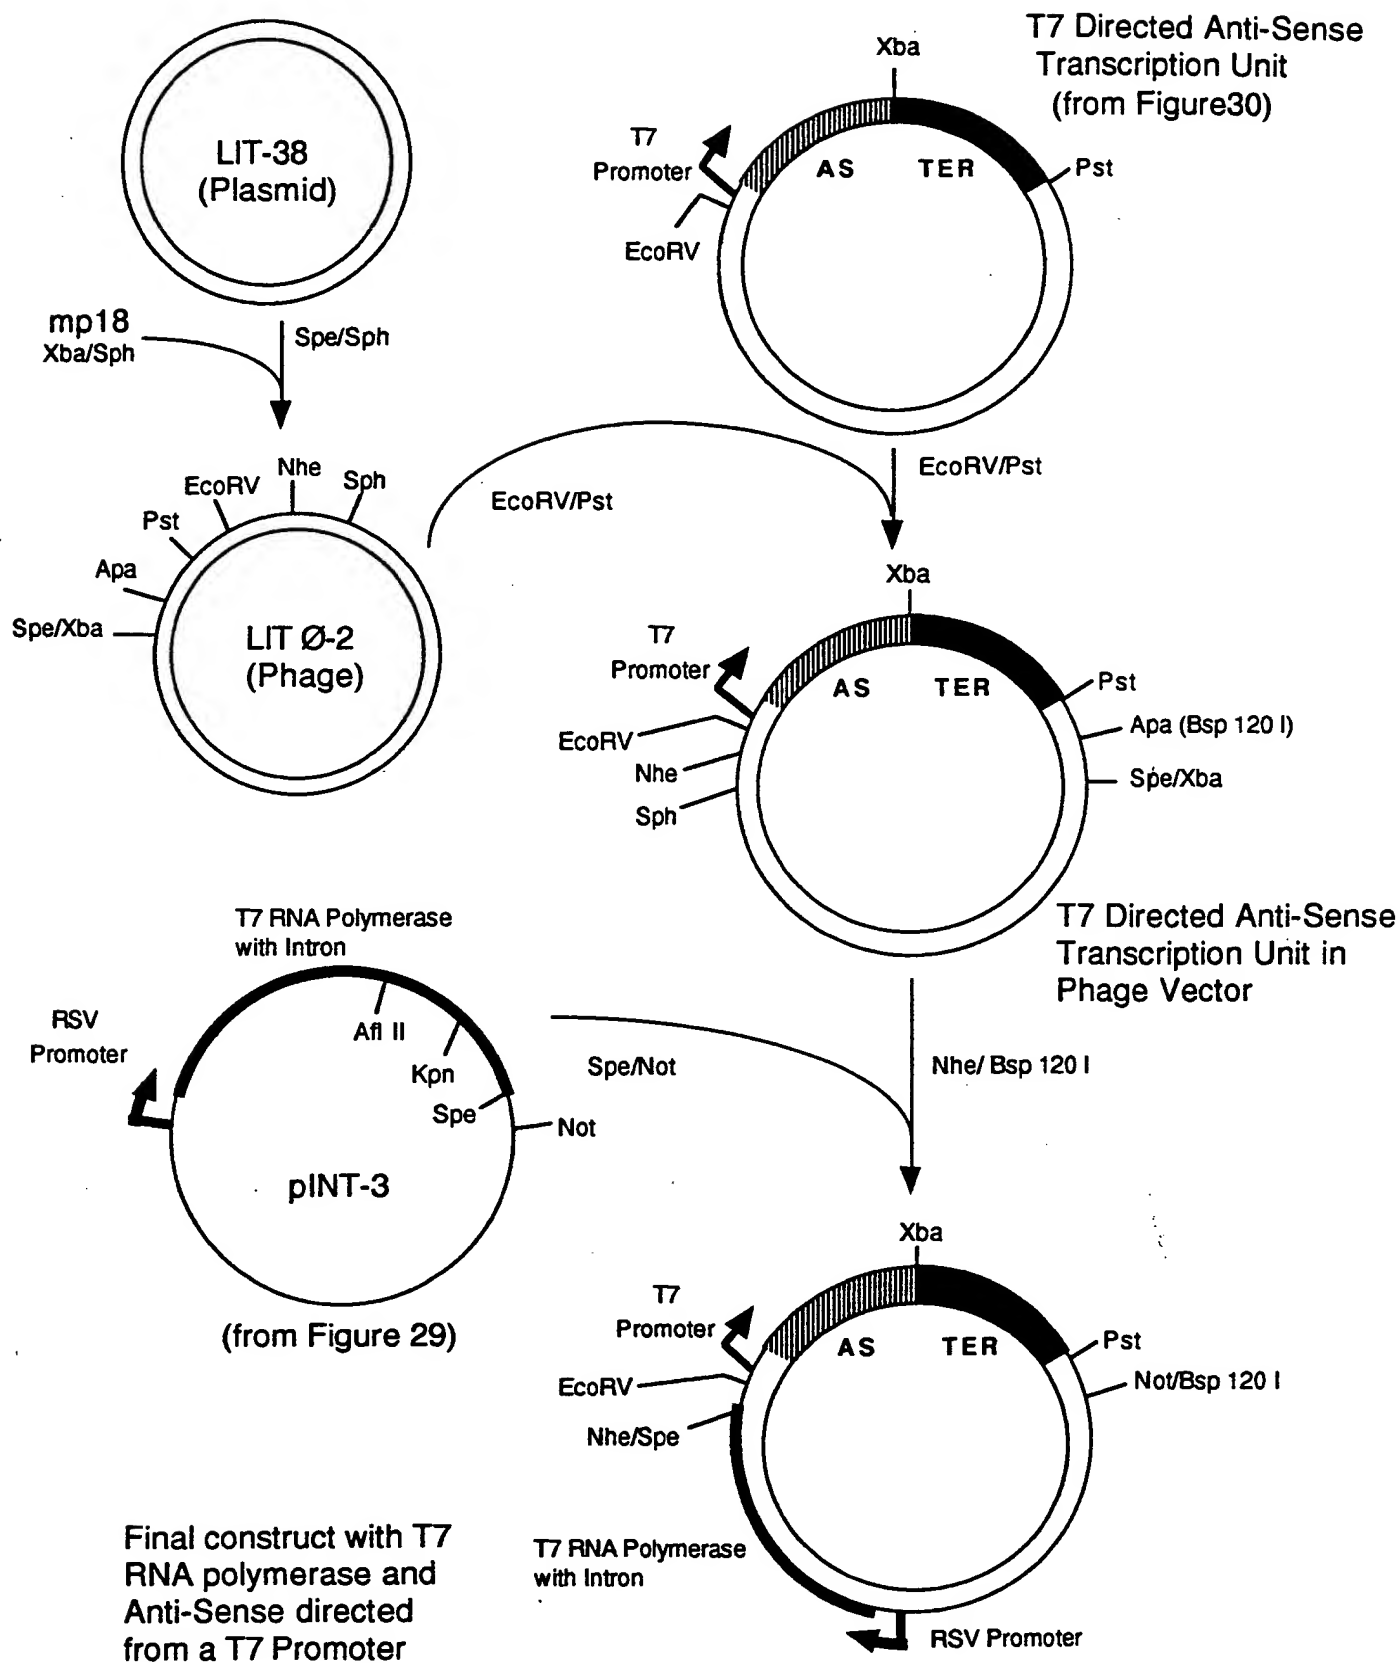 LIT-38
(Plasmid)
mp18
Xba/Sph
Spe/Sph
T7 Directed Anti-Sense
Transcription Unit
(from Figure30)
Xba
T7
Promoter
AS
TER
Pst
EcoRV
EcoRV/Pst
EcoRV/Pst
Nhe
Sph
EcoRV
Pst
Apa
Spe/Xba
LIT Ø-2
(Phage)
Xba
T7
Promoter
AS
TER
Pst
Apa (Bsp 120 I)
Spe/Xba
EcoRV
Nhe
Sph
T7 Directed Anti-Sense
Transcription Unit in
Phage Vector
T7 RNA Polymerase
with Intron
RSV
Promoter
Afl II
Kpn
Spe
Not
pINT-3
(from Figure 29)
Spe/Not
Nhe/ Bsp 120 I
Xba
T7
Promoter
AS
TER
Pst
Not/Bsp 120 I
EcoRV
Nhe/Spe
T7 RNA Polymerase
with Intron
RSV Promoter
Final construct with T7
RNA polymerase and
Anti-Sense directed
from a T7 Promoter